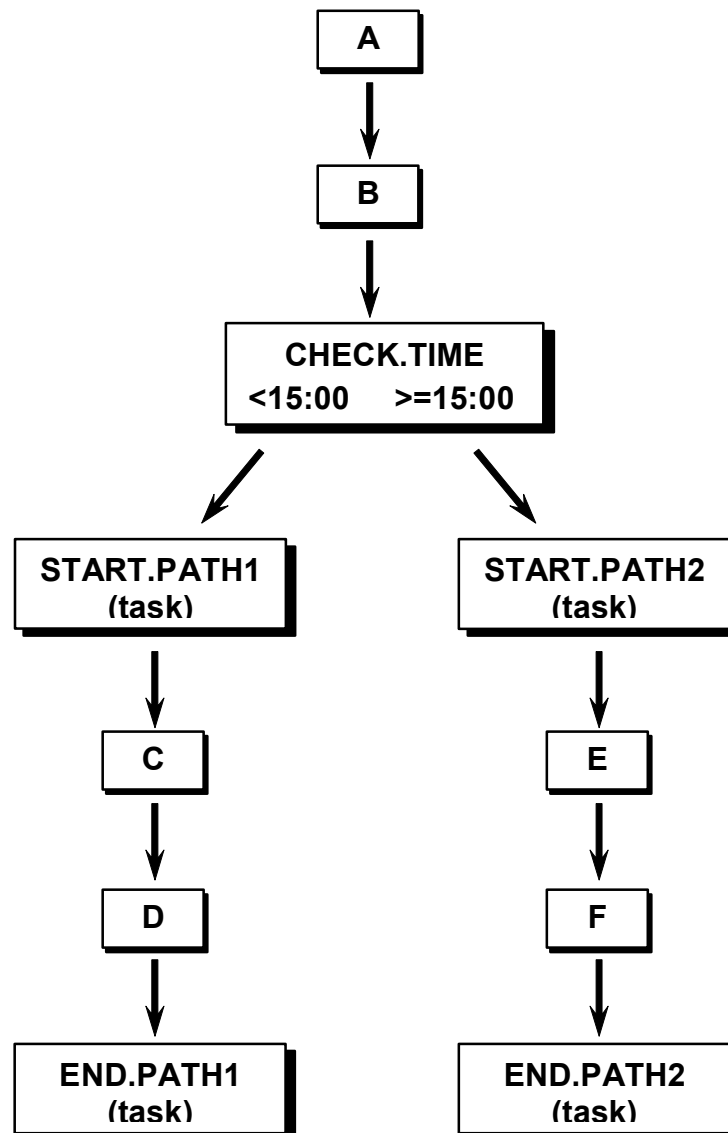 A
B
CHECK.TIME
<15:00 >=15:00
START.PATH1
(task)
START.PATH2
(task)
C
E
D
F
END.PATH1
(task)
END.PATH2
(task)